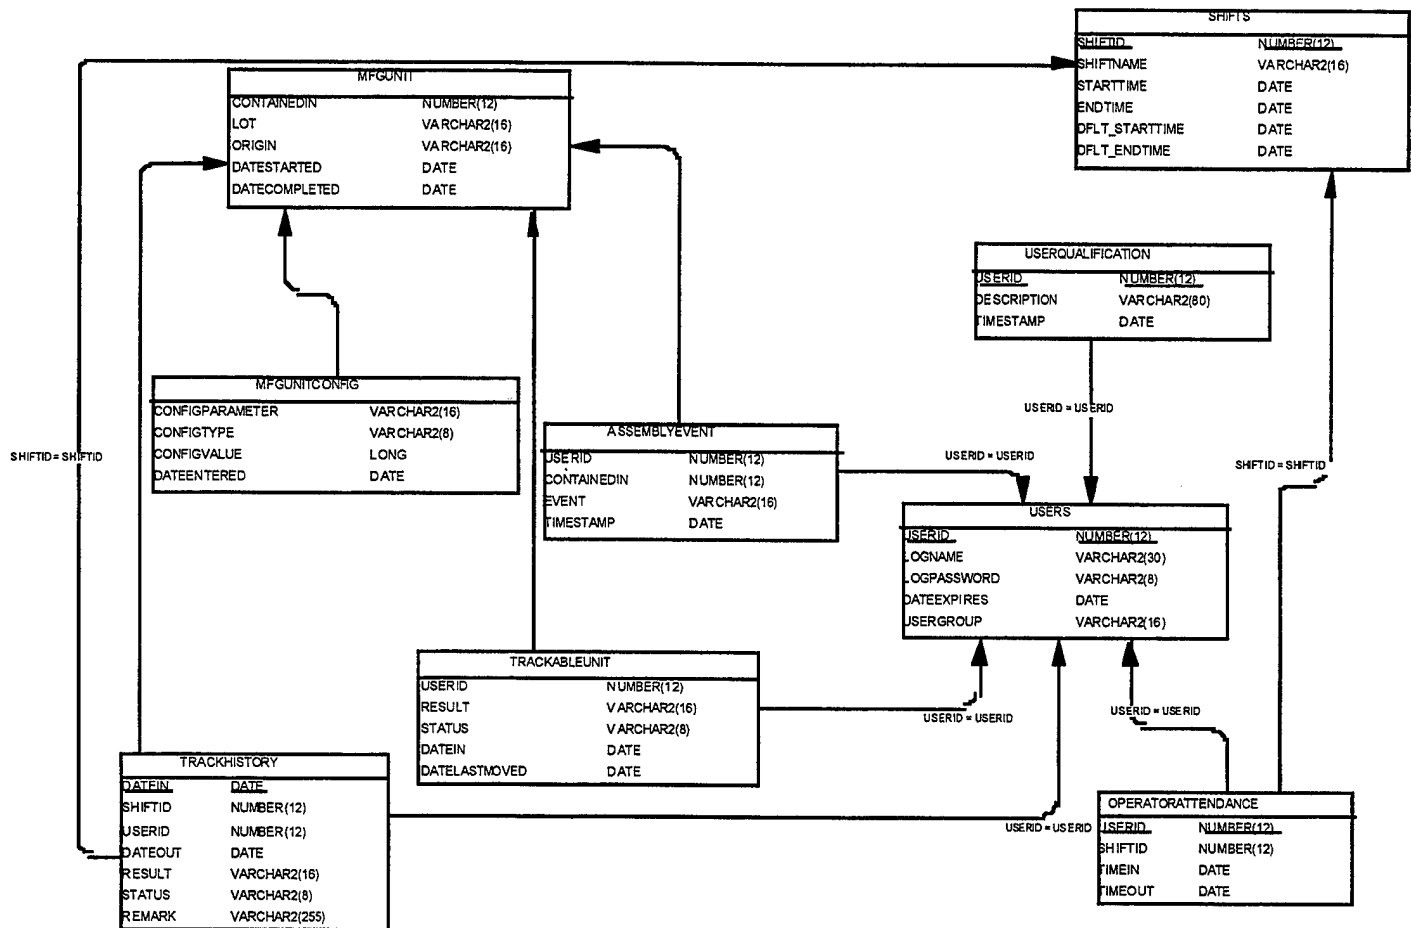 SHIFTS
SHIFTID NUMBER(12)
SHIFTNAME VARCHAR2(16)
STARTTIME DATE
ENDTIME DATE
DFLT_STARTTIME DATE
DFLT_ENDTIME DATE
MFGUNIT
CONTAINEDIN NUMBER(12)
LOT VARCHAR2(16)
ORIGIN VARCHAR2(16)
DATESTARTED DATE
DATECOMPLETED DATE
USERQUALIFICATION
USERID NUMBER(12)
DESCRIPTION VARCHAR2(80)
TIMESTAMP DATE
MFGUNITCONFIG
CONFIGPARAMETER VARCHAR2(16)
CONFIGTYPE VARCHAR2(8)
CONFIGVALUE LONG
DATEENTERED DATE
USERID = USERID
ASSEMBLYEVENT
USERID NUMBER(12)
CONTAINEDIN NUMBER(12)
EVENT VARCHAR2(16)
TIMESTAMP DATE
SHIFTID = SHIFTID
USERID = USERID
SHIFTID = SHIFTID
USERS
USERID NUMBER(12)
LOGNAME VARCHAR2(30)
LOGPASSWORD VARCHAR2(8)
DATEEXPIRES DATE
USERGROUP VARCHAR2(16)
TRACKABLEUNIT
USERID NUMBER(12)
RESULT VARCHAR2(16)
STATUS VARCHAR2(8)
DATEIN DATE
DATELASTMOVED DATE
USERID = USERID
USERID = USERID
TRACKHISTORY
DATEIN DATE
SHIFTID NUMBER(12)
USERID NUMBER(12)
DATEOUT DATE
RESULT VARCHAR2(16)
STATUS VARCHAR2(8)
REMARK VARCHAR2(255)
USERID = USERID
OPERATORATTENDANCE
USERID NUMBER(12)
SHIFTID NUMBER(12)
TIMEIN DATE
TIMEOUT DATE